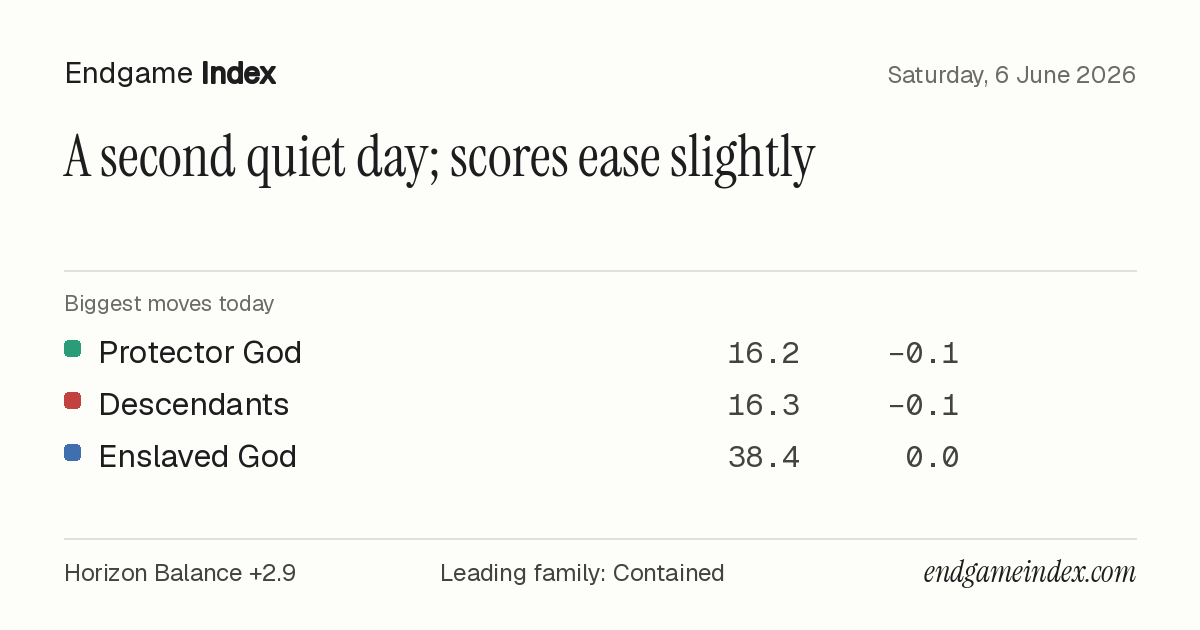 Endgame Index
Saturday, 6 June 2026
A second quiet day; scores ease slightly
Biggest moves today
Protector God 16.2 −0.1
Descendants 16.3 −0.1
Enslaved God 38.4 0.0
Horizon Balance +2.9
Leading family: Contained
endgameindex.com